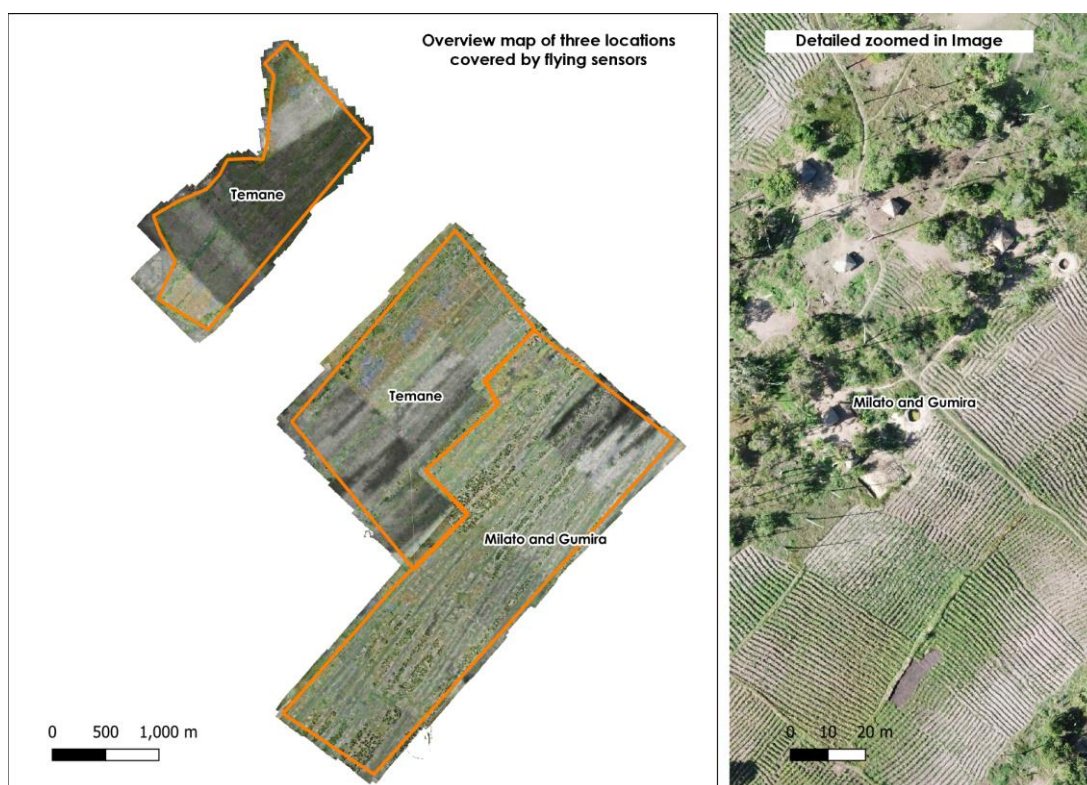 Overview map of three locations
covered by flying sensors
Temane
Temane
Milato and Gumira
0 500 1,000 m
Detailed zoomed in Image
Milato and Gumira
0 10 20 m